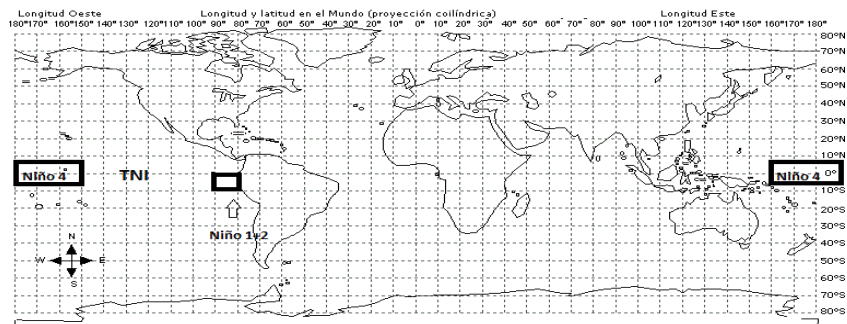 Longitud Oeste Longitud y latitud en el Mundo (proyección coilíndrica) Longitud Este
180°170° 160° 150° 140° 130° 120° 110° 100° 90° 80° 70° 60° 50° 40° 30° 20° 10° 0° 10° 20° 30° 40° 50° 60° 70° 80° 90° 100° 110°120°130°140°150°160°170° 180°
80°N
70°N
60°N
50°N
40°N
30°N
20°N
10°N
Niño 4 TNI Niño 4 0°
10°S
20°S
30°S
Niño 1+2
40°S
N
50°S
W E
60°S
S
70°S
80°S